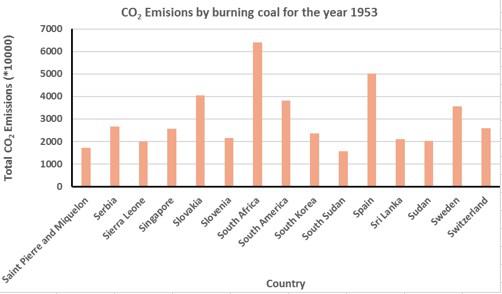 CO₂ Emisions by burning coal for the year 1953
Total CO₂ Emissions (*10000)
7000
6000
5000
4000
3000
2000
1000
0
Saint Pierre and Miquelon
Serbia
Sierra Leone
Singapore
Slovakia
Slovenia
South Africa
South America
South Korea
South Sudan
Spain
Sri Lanka
Sudan
Sweden
Switzerland
Country